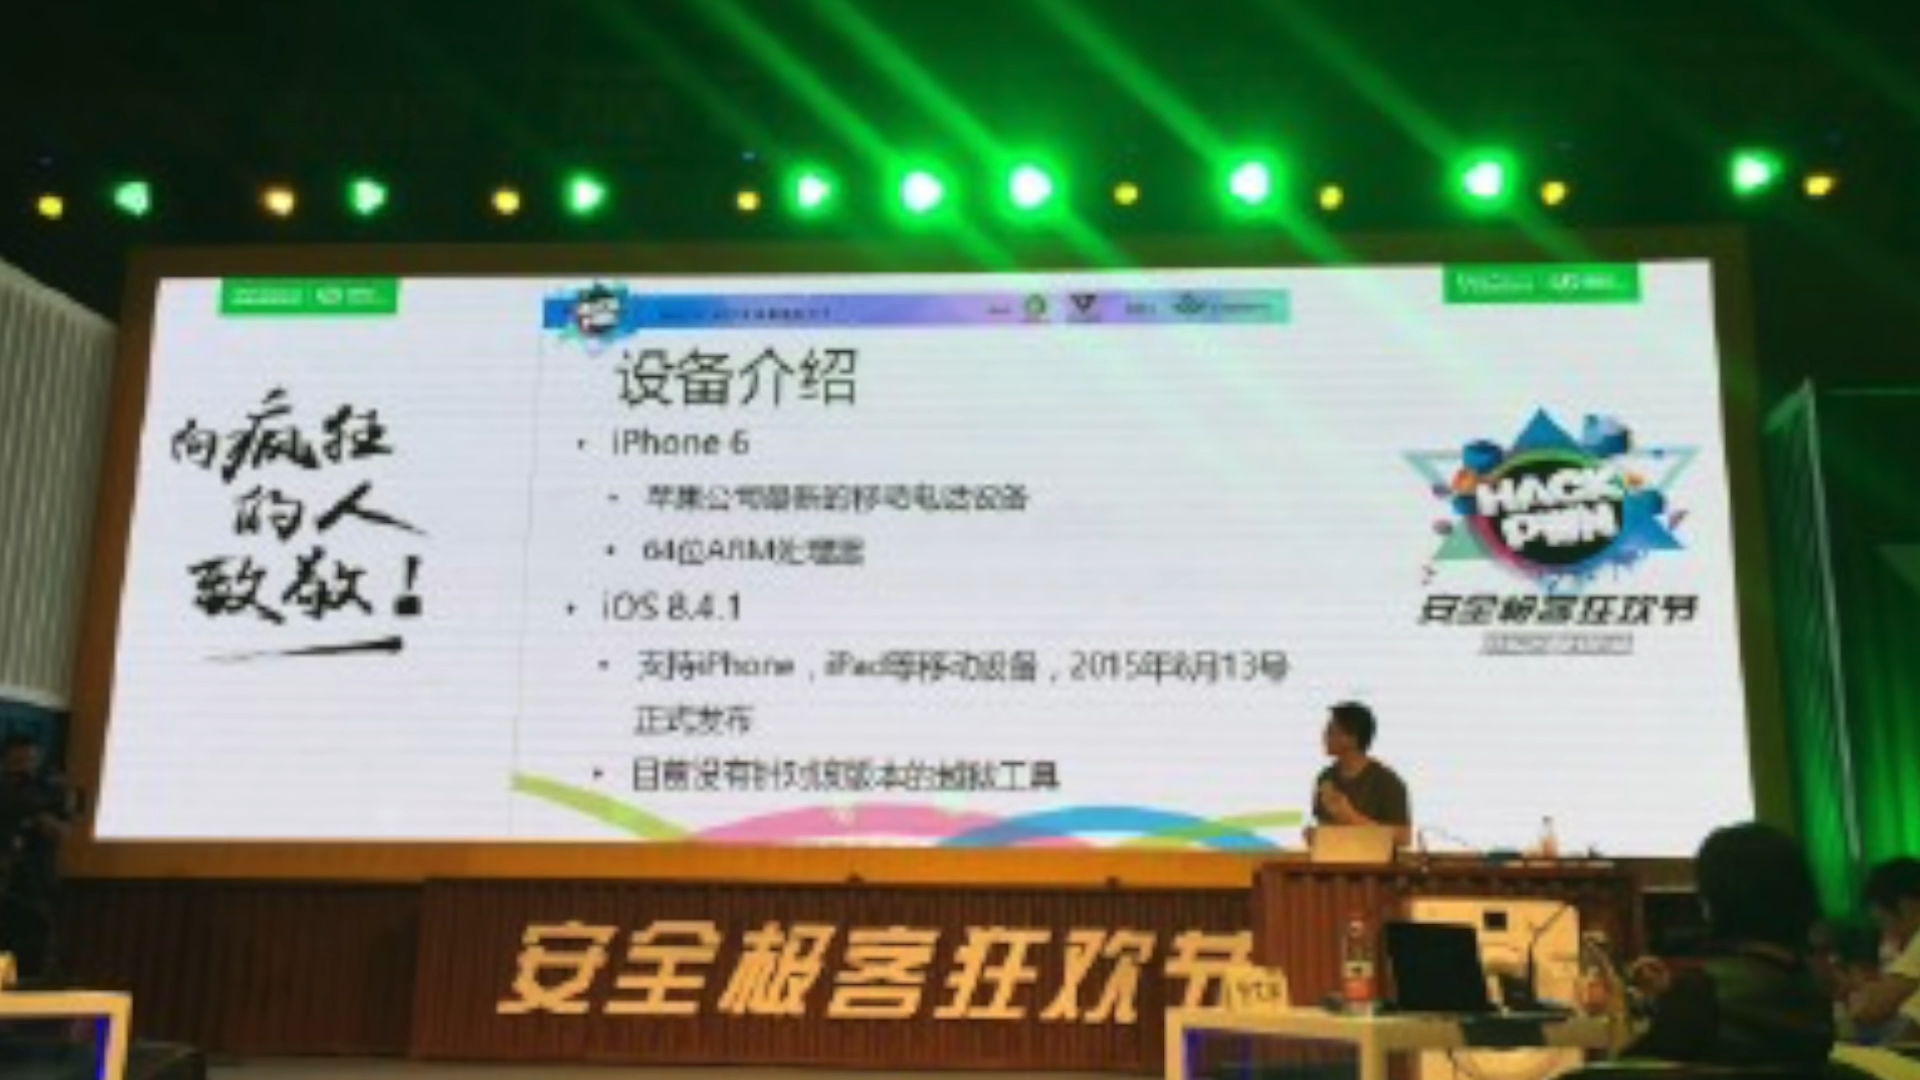 向疯狂
的人
致敬！
设备介绍
• iPhone 6
• 苹果公司最新的移动电话设备
• 64位ARM处理器
• iOS 8.4.1
• 支持iPhone，iPad等移动设备，2015年8月13号
正式发布
• 目前没有针对该版本的越狱工具
HACK
PWN
安全极客狂欢节
安全极客狂欢节